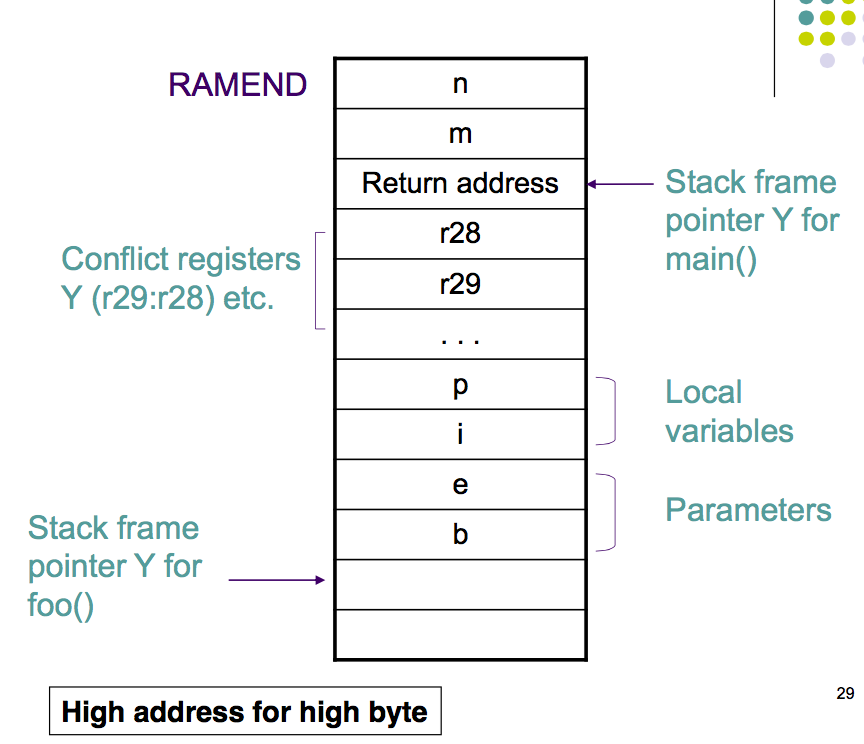 RAMEND
n
m
Return address
Stack frame
pointer Y for
main()
r28
Conflict registers
Y (r29:r28) etc.
r29
. . .
p
Local
variables
i
e
Parameters
b
Stack frame
pointer Y for
foo()
High address for high byte
29